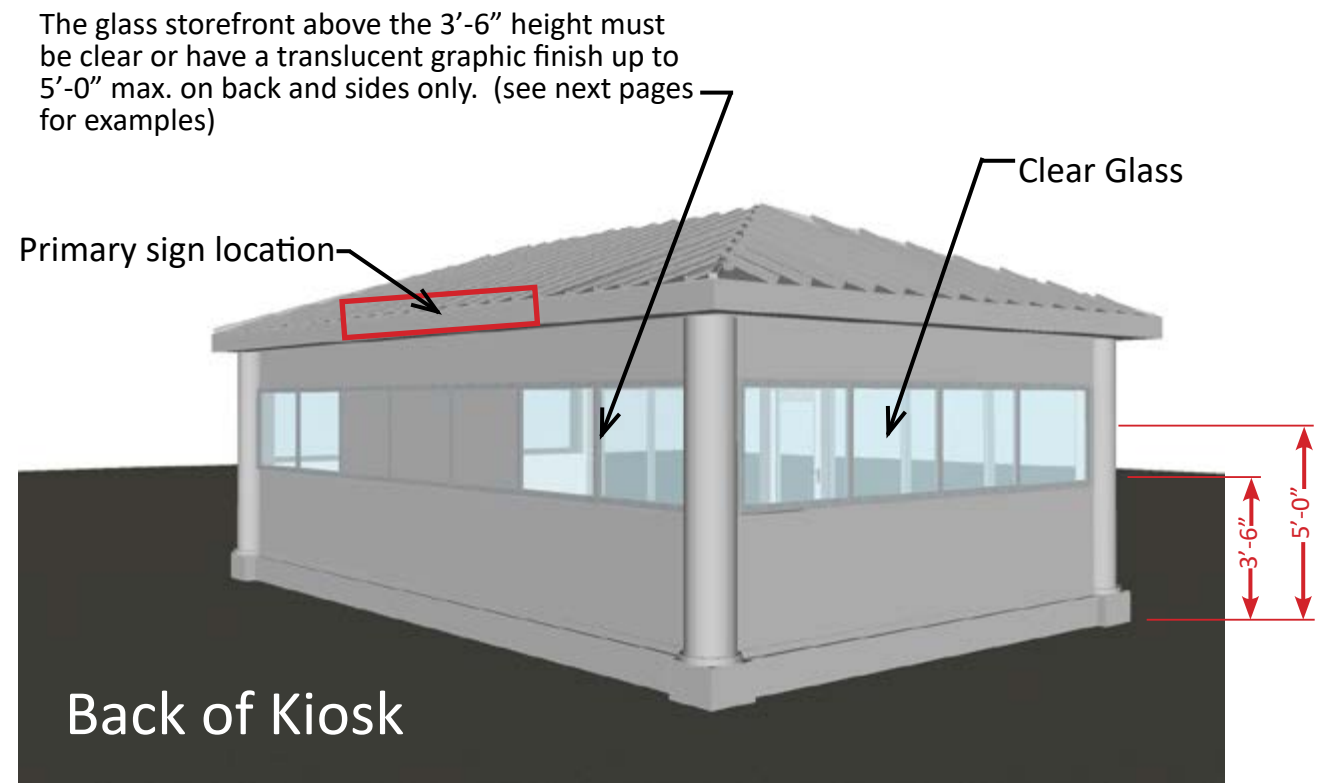 The glass storefront above the 3’-6” height must
be clear or have a translucent graphic finish up to
5’-0” max. on back and sides only.  (see next pages
for examples)
Clear Glass
Primary sign location
3’-6”
5’-0”
Back of Kiosk